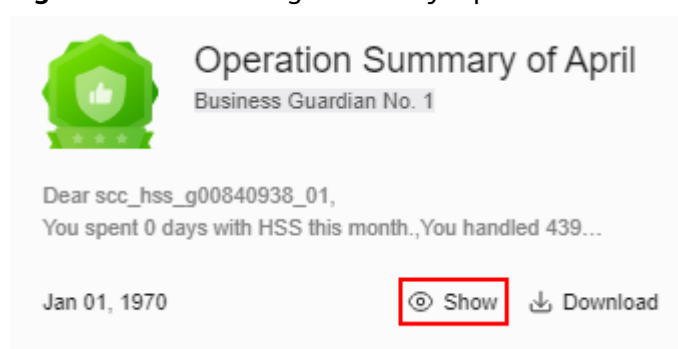 Operation Summary of April
Business Guardian No. 1
Dear scc_hss_g00840938_01,
You spent 0 days with HSS this month.,You handled 439...
Jan 01, 1970 Show Download